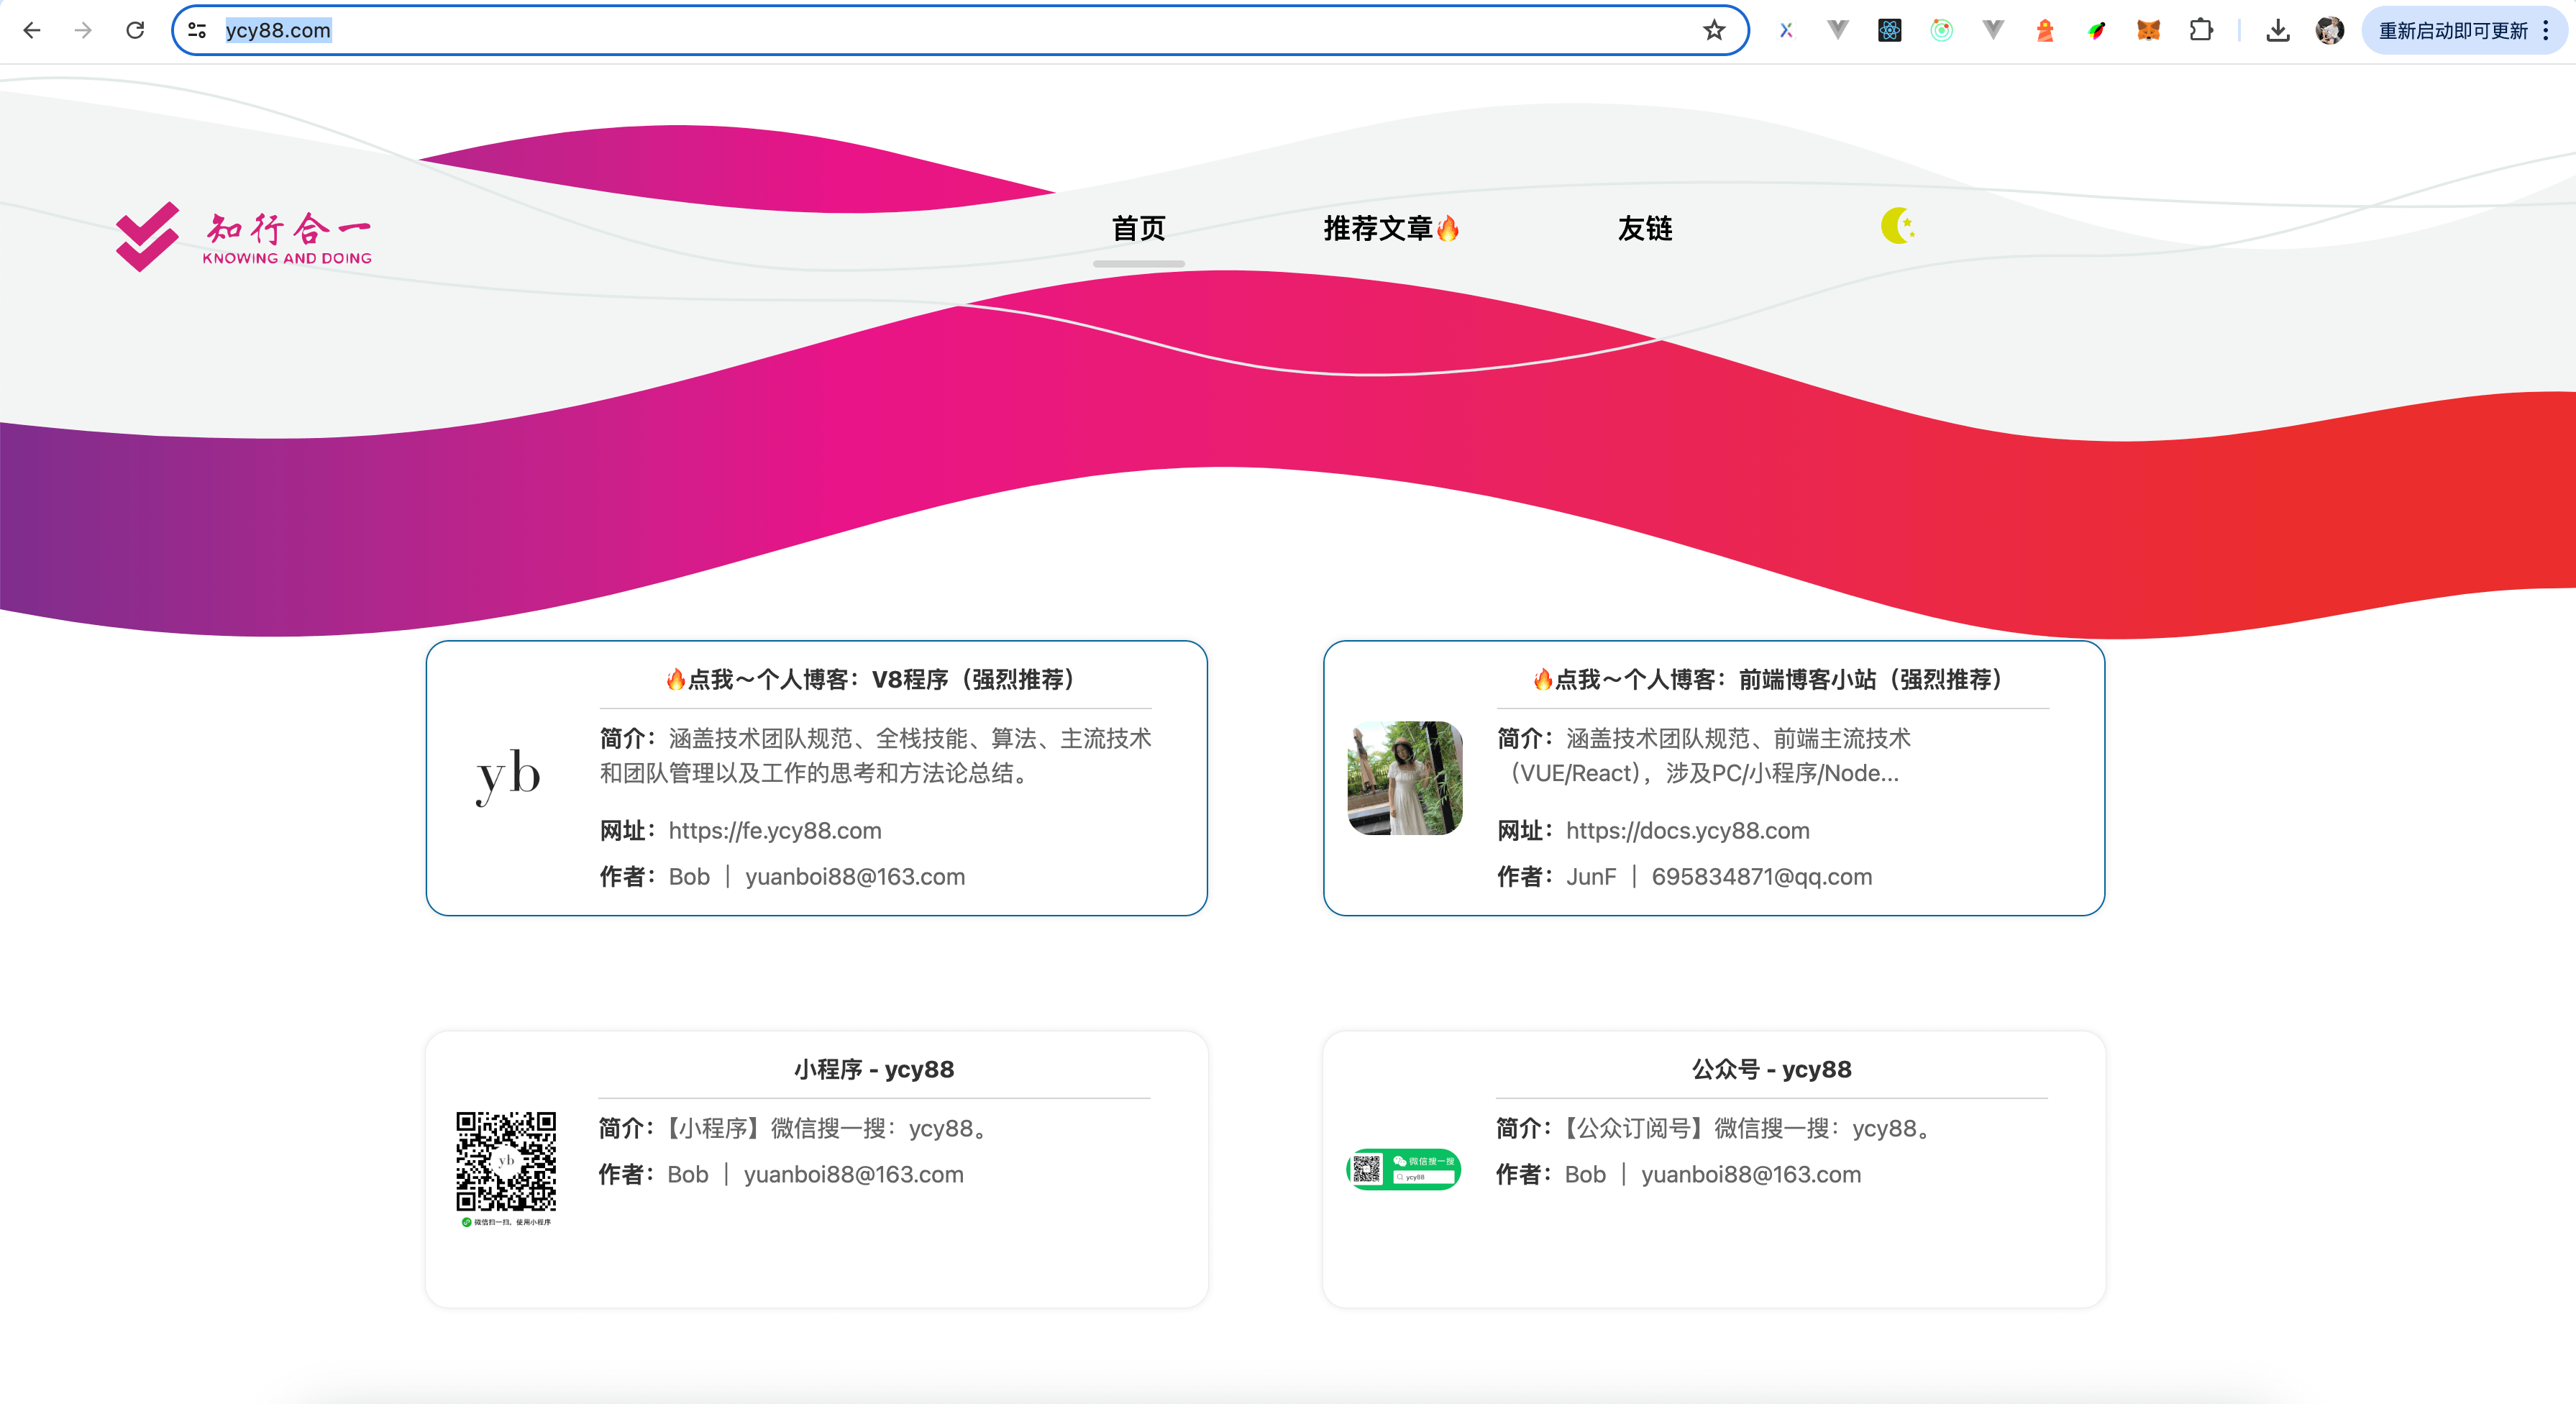 ycy88.com
重新启动即可更新
知行合一
KNOWING AND DOING
首页
推荐文章🔥
友链
🔥点我～个人博客：V8程序（强烈推荐）
简介：涵盖技术团队规范、全栈技能、算法、主流技术
和团队管理以及工作的思考和方法论总结。
yb
网址：https://fe.ycy88.com
作者：Bob ｜ yuanboi88@163.com
🔥点我～个人博客：前端博客小站（强烈推荐）
简介：涵盖技术团队规范、前端主流技术
（VUE/React），涉及PC/小程序/Node...
网址：https://docs.ycy88.com
作者：JunF ｜ 695834871@qq.com
小程序 - ycy88
简介：【小程序】微信搜一搜：ycy88。
作者：Bob ｜ yuanboi88@163.com
yb
微信扫一扫，使用小程序
公众号 - ycy88
简介：【公众订阅号】微信搜一搜：ycy88。
作者：Bob ｜ yuanboi88@163.com
微信搜一搜
ycy88